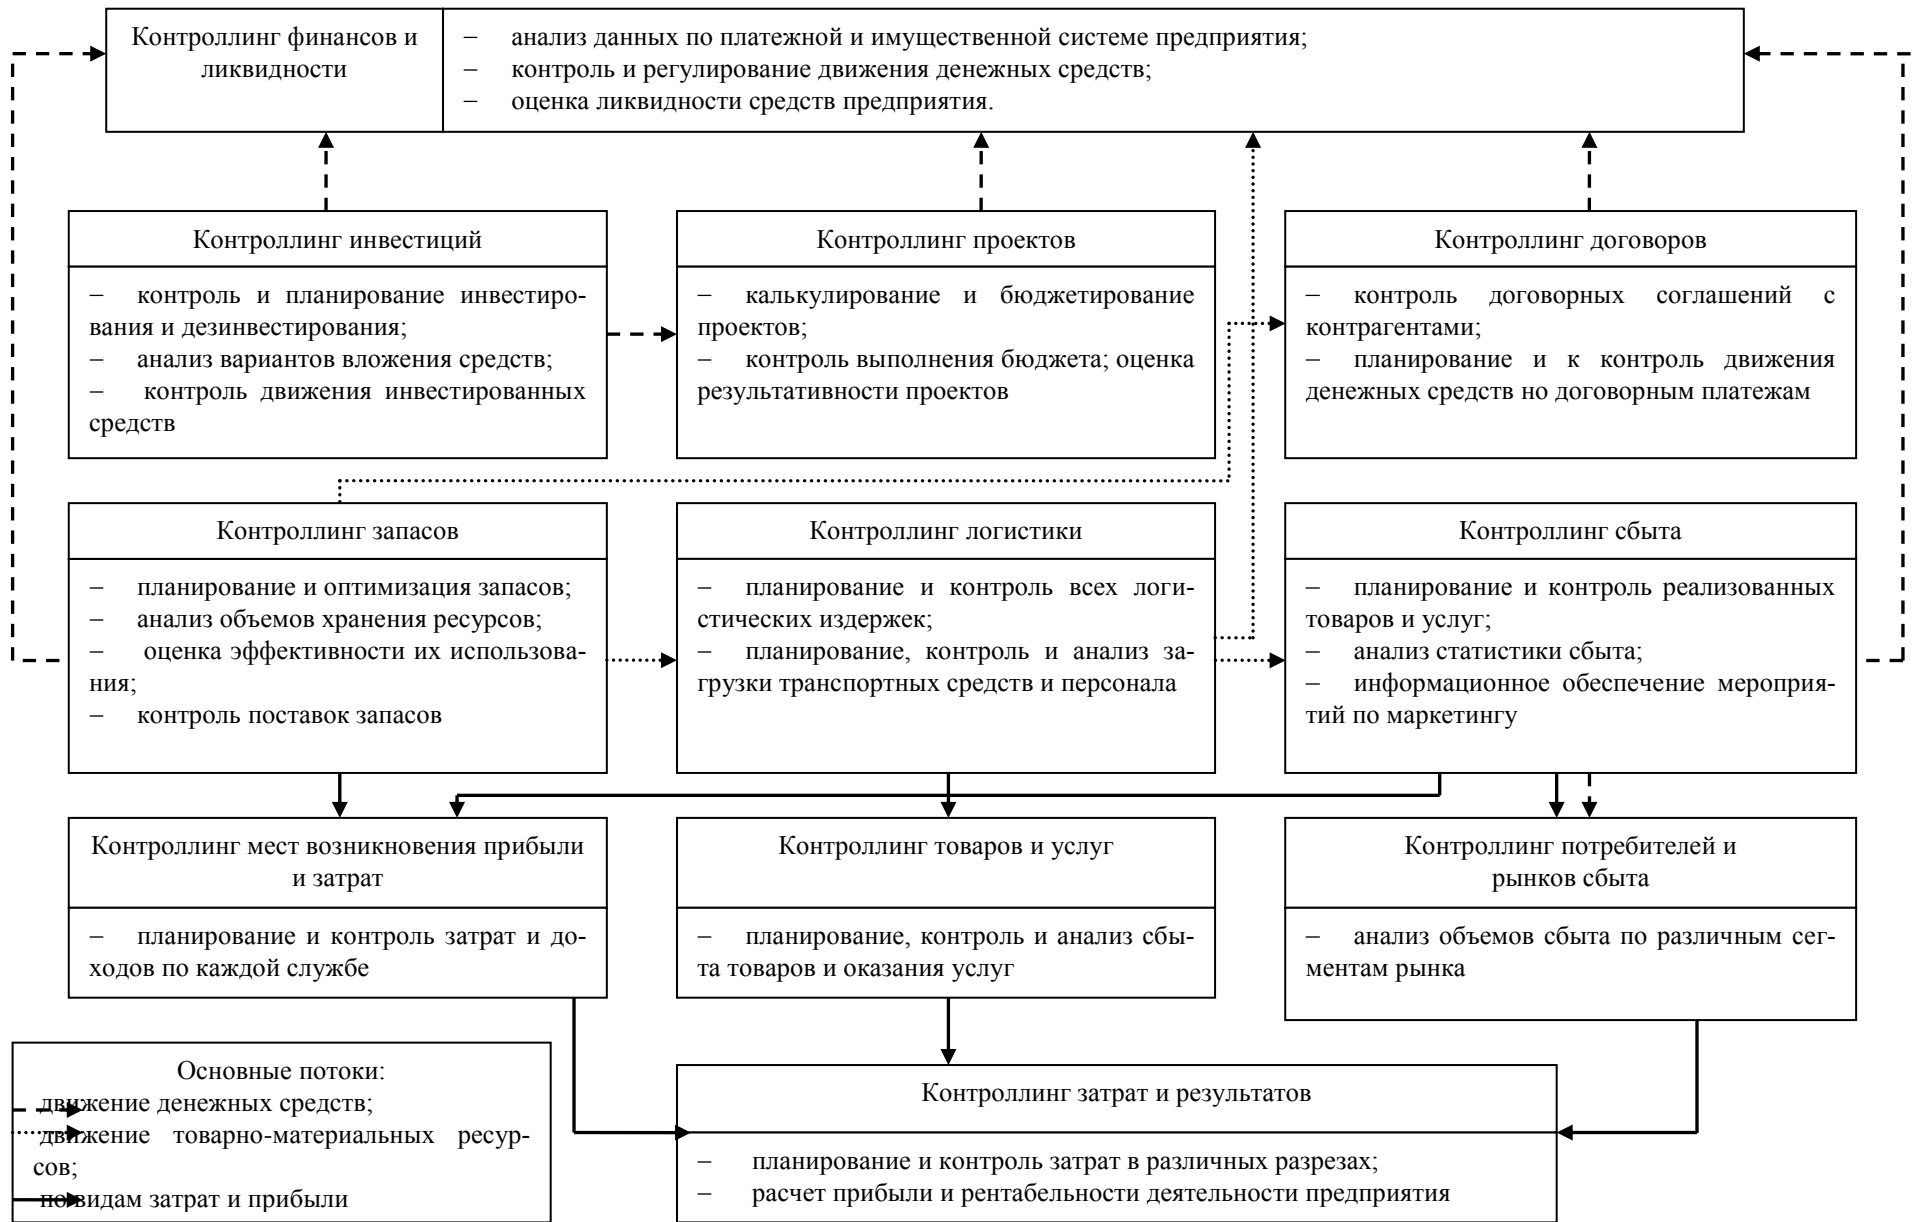 Контроллинг финансов и
ликвидности
– анализ данных по платежной и имущественной системе предприятия;
– контроль и регулирование движения денежных средств;
– оценка ликвидности средств предприятия.
Контроллинг инвестиций
– контроль и планирование инвестиро-
вания и дезинвестирования;
– анализ вариантов вложения средств;
– контроль движения инвестированных
средств
Контроллинг проектов
– калькулирование и бюджетирование
проектов;
– контроль выполнения бюджета; оценка
результативности проектов
Контроллинг договоров
– контроль договорных соглашений с
контрагентами;
– планирование и к контроль движения
денежных средств но договорным платежам
Контроллинг запасов
– планирование и оптимизация запасов;
– анализ объемов хранения ресурсов;
– оценка эффективности их использова-
ния;
– контроль поставок запасов
Контроллинг логистики
– планирование и контроль всех логи-
стических издержек;
– планирование, контроль и анализ за-
грузки транспортных средств и персонала
Контроллинг сбыта
– планирование и контроль реализованных
товаров и услуг;
– анализ статистики сбыта;
– информационное обеспечение мероприя-
тий по маркетингу
Контроллинг мест возникновения прибыли
и затрат
– планирование и контроль затрат и до-
ходов по каждой службе
Контроллинг товаров и услуг
– планирование, контроль и анализ сбы-
та товаров и оказания услуг
Контроллинг потребителей и
рынков сбыта
– анализ объемов сбыта по различным сег-
ментам рынка
Основные потоки:
движение денежных средств;
движение товарно-материальных ресур-
сов;
по видам затрат и прибыли
Контроллинг затрат и результатов
– планирование и контроль затрат в различных разрезах;
– расчет прибыли и рентабельности деятельности предприятия